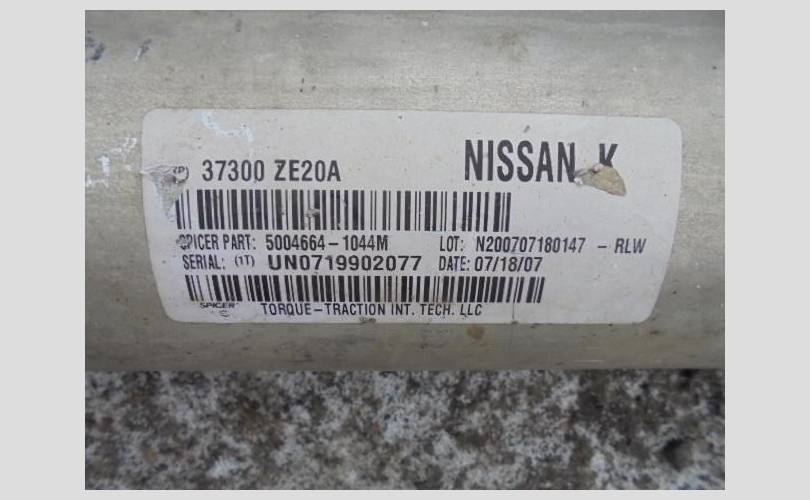 (P) 37300 ZE20A NISSAN K
SPICER PART: 5004664-1044M LOT: N200707180147 - RLW
SERIAL: (1T) UN0719902077 DATE: 07/18/07
SPICER TORQUE-TRACTION INT. TECH. LLC